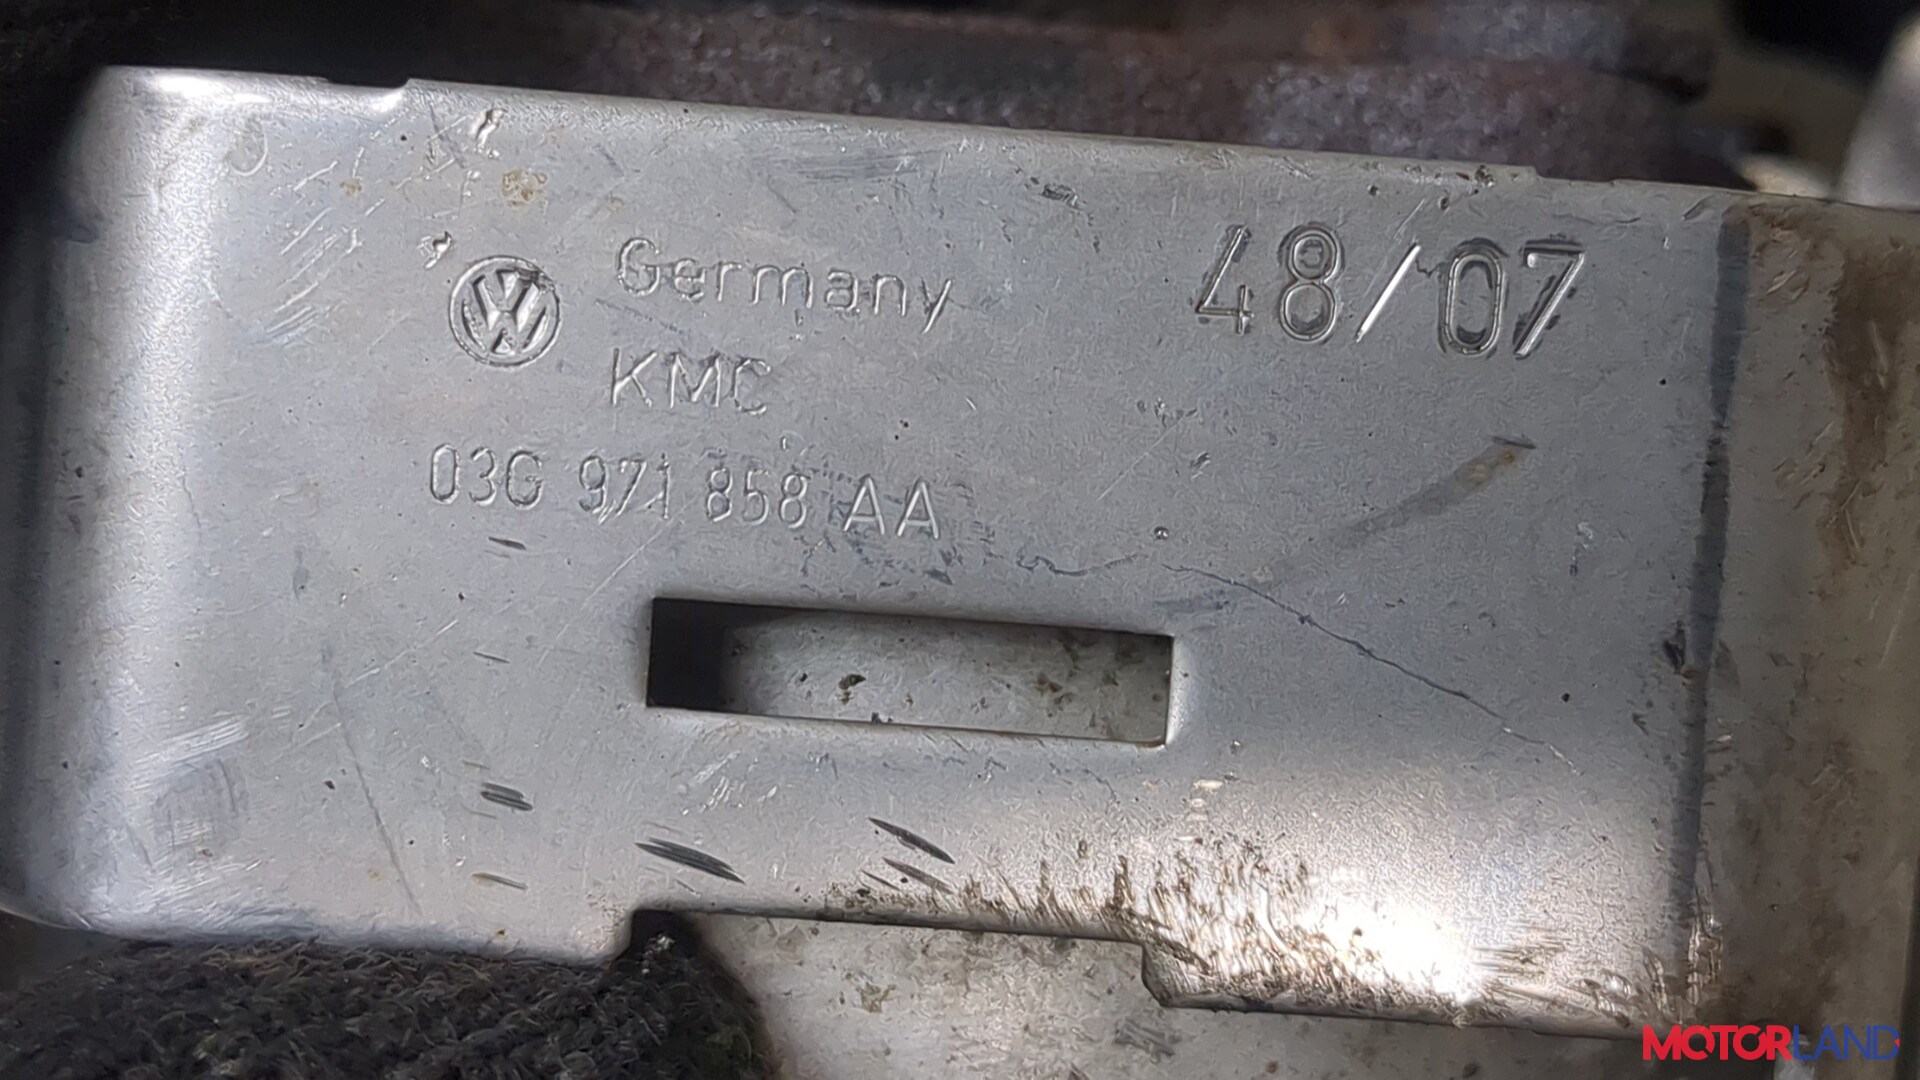 Germany 48/07
KMC
03G 971 858 AA
MOTORLAND